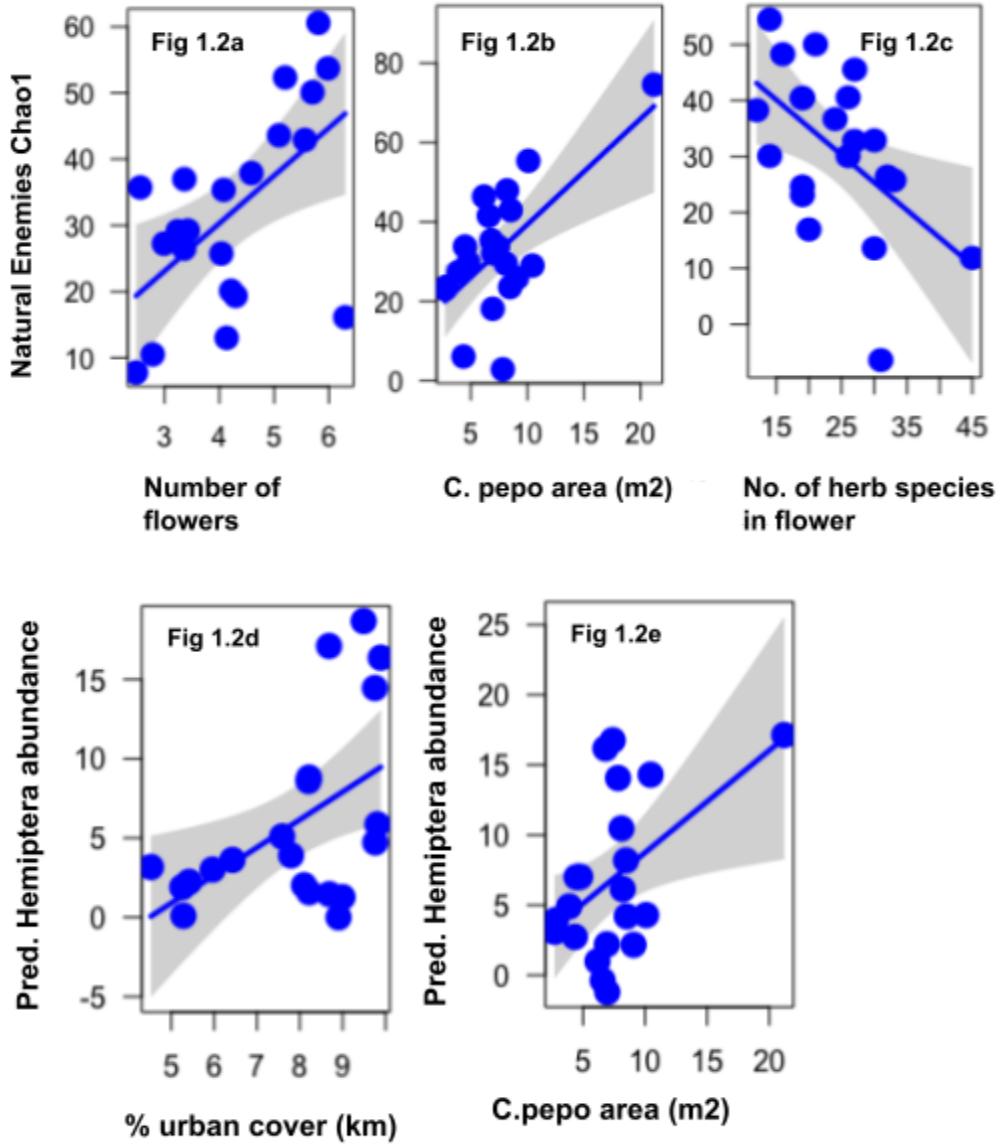 Fig 1.2a
Fig 1.2b
Fig 1.2c
Natural Enemies Chao1
60
50
40
30
20
10
3 4 5 6
Number of
flowers
80
60
40
20
0
5 10 15 20
C. pepo area (m2)
50
40
30
20
10
0
15 25 35 45
No. of herb species
in flower
Fig 1.2d
Pred. Hemiptera abundance
15
10
5
0
-5
5 6 7 8 9
% urban cover (km)
Fig 1.2e
Pred. Hemiptera abundance
25
20
15
10
5
0
5 10 15 20
C.pepo area (m2)